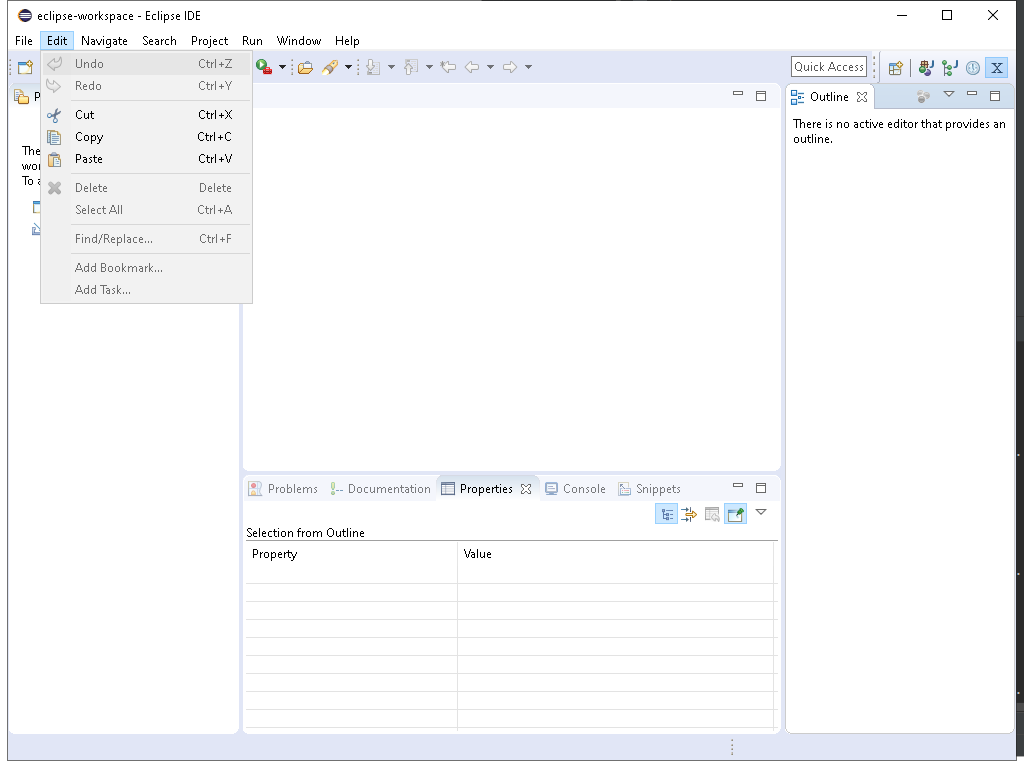 eclipse-workspace - Eclipse IDE
File Edit Navigate Search Project Run Window Help
Undo Ctrl+Z
Redo Ctrl+Y
Cut Ctrl+X
Copy Ctrl+C
Paste Ctrl+V
Delete Delete
Select All Ctrl+A
Find/Replace... Ctrl+F
Add Bookmark...
Add Task...
Quick Access
P
The
wor
To a
Outline
There is no active editor that provides an
outline.
Problems Documentation Properties Console Snippets
Selection from Outline
Property Value